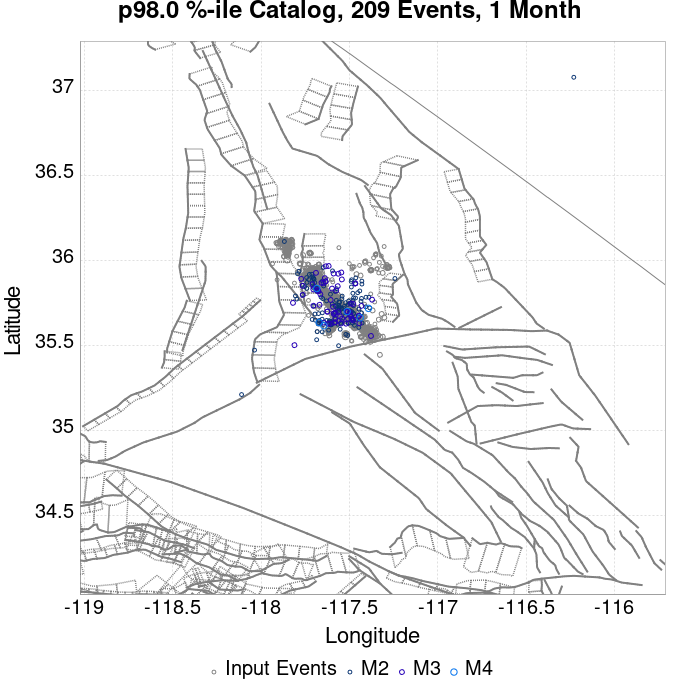 p98.0 %-ile Catalog, 209 Events, 1 Month
37
36.5
36
35.5
35
34.5
Latitude
-119 -118.5 -118 -117.5 -117 -116.5 -116
Longitude
Input Events M2 M3 M4